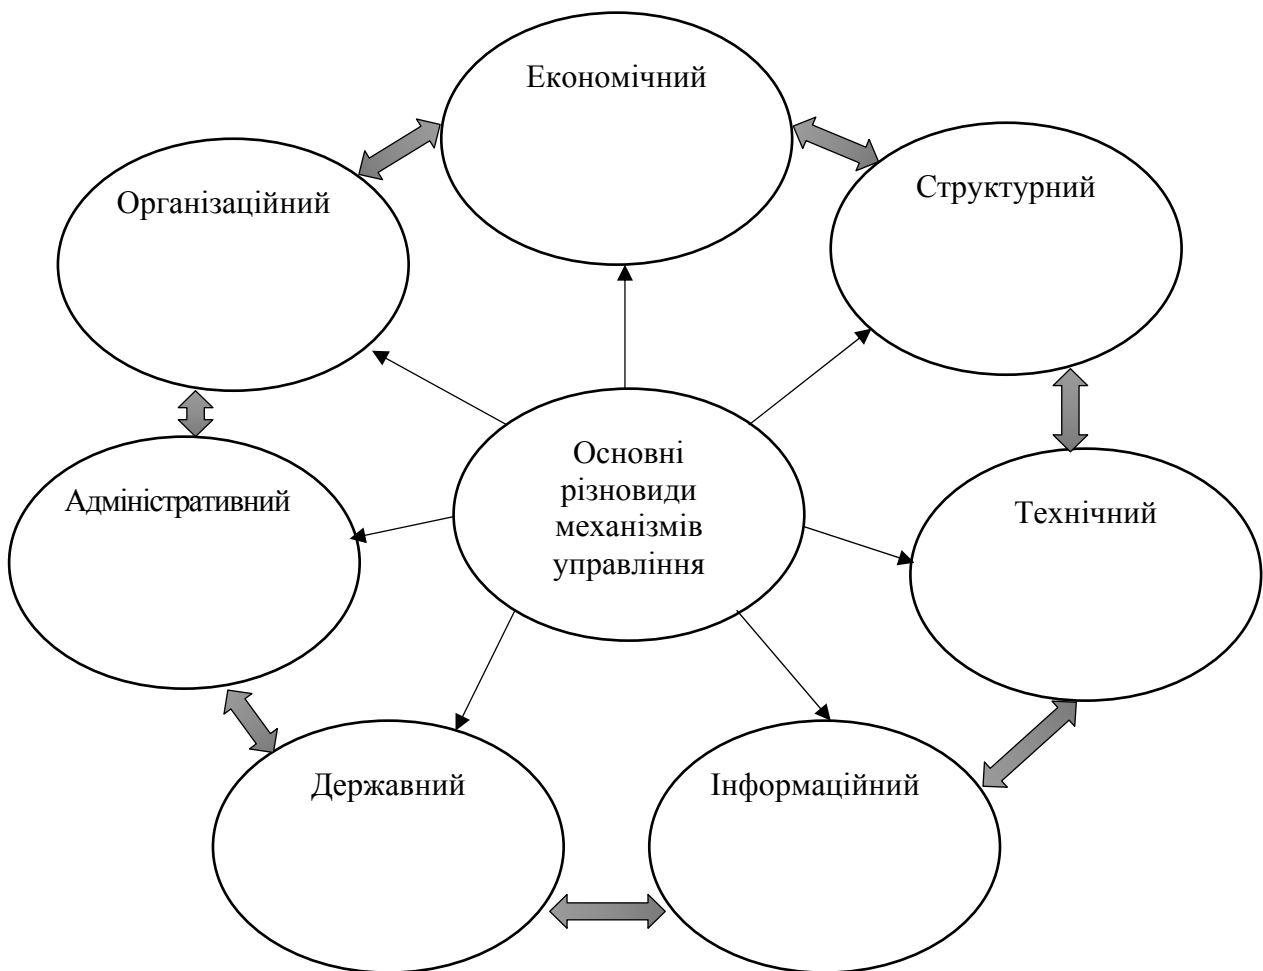 Економічний
Структурний
Організаційний
Основні
різновиди
механізмів
управління
Адміністративний
Технічний
Державний
Інформаційний